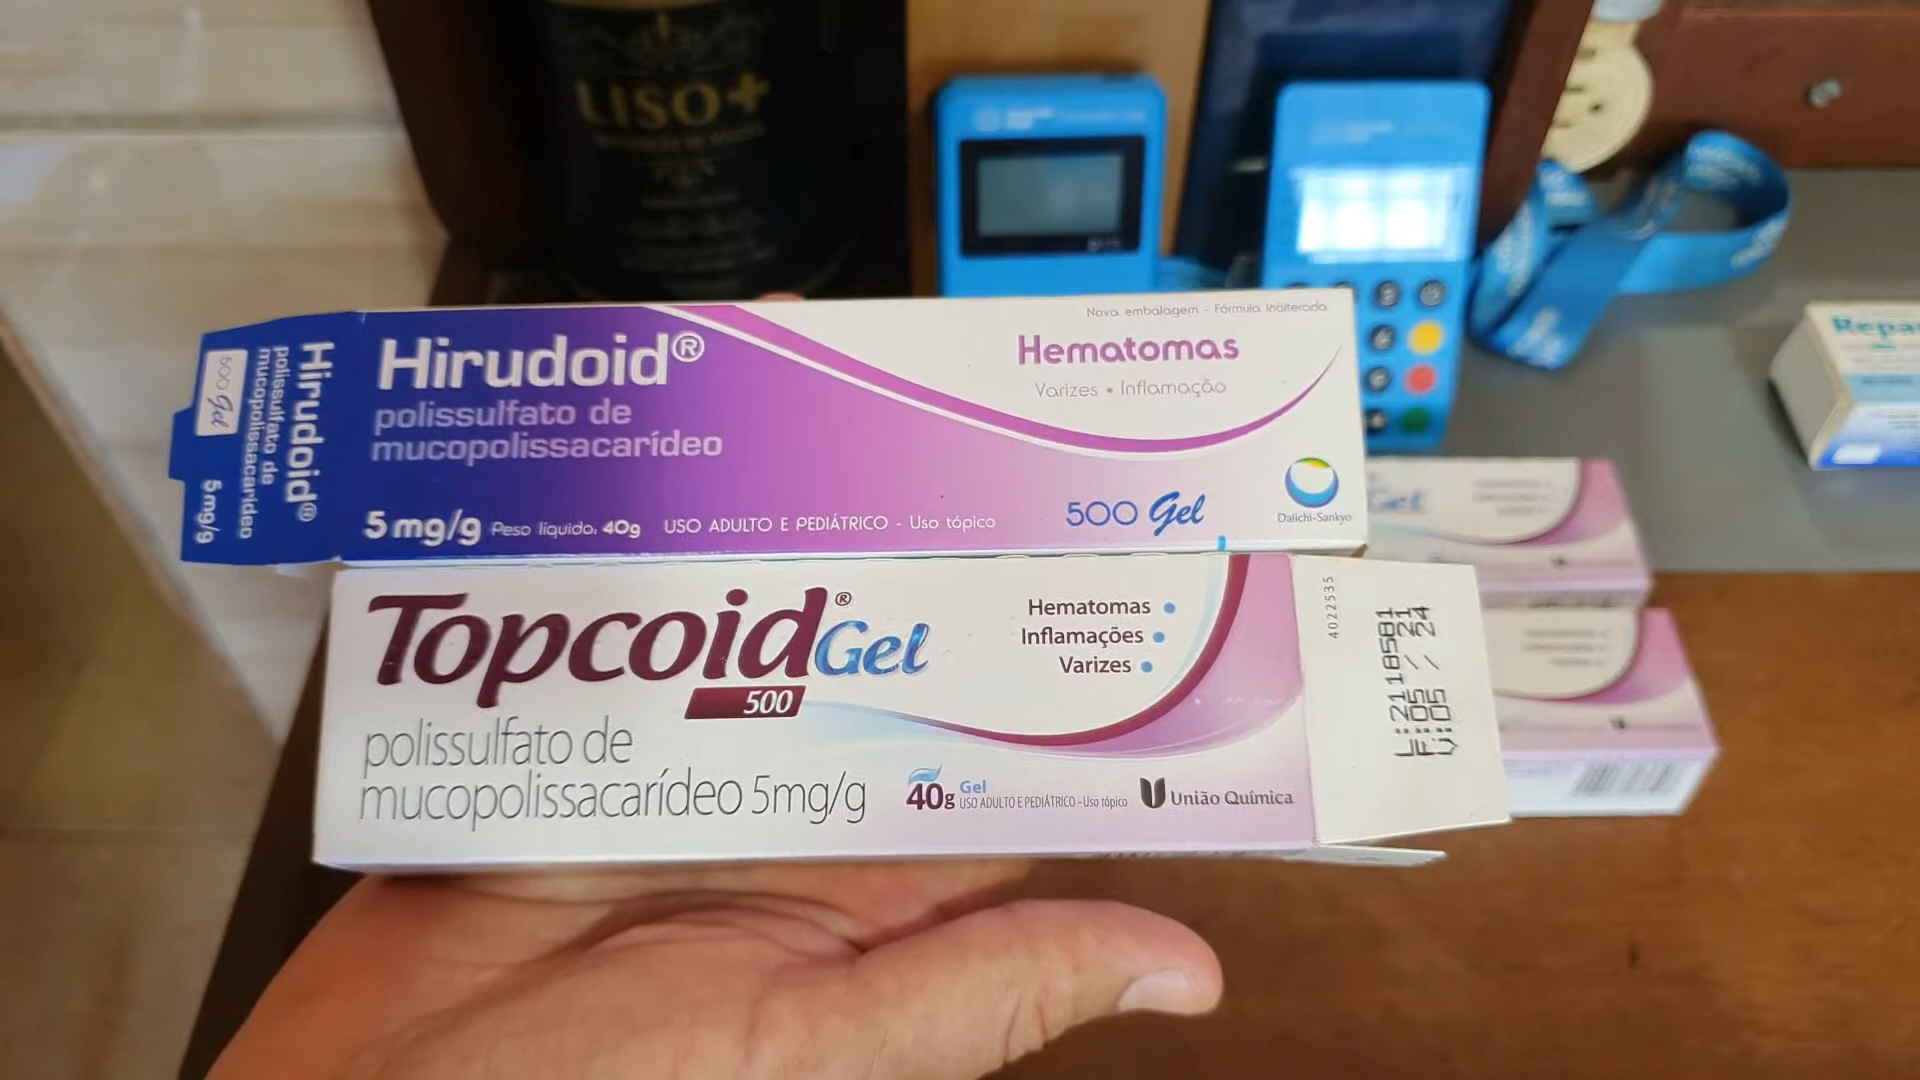 LISO+
Nova embalagem - Fórmula inalterada
Hirudoid®
polissulfato de
mucopolissacarídeo
Hematomas
Varizes • Inflamação
5 mg/g Peso líquido: 40g USO ADULTO E PEDIÁTRICO - Uso tópico
500 Gel
Daiichi-Sankyo
Hirudoid®
polissulfato de
mucopolissacarídeo
500 Gel
5mg/g
Topcoid® Gel
500
polissulfato de
mucopolissacarídeo 5mg/g
Hematomas •
Inflamações •
Varizes •
40g Gel
USO ADULTO E PEDIÁTRICO - Uso tópico
União Química
4022535
L:2118581
F:05 / 21
V:05 / 24
Gel